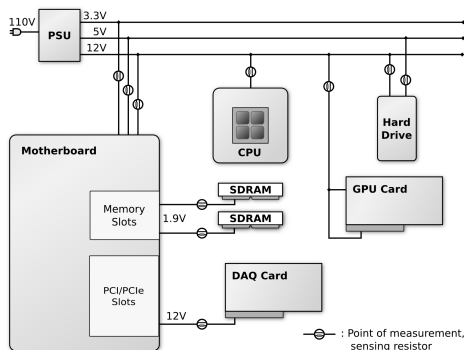 110V
PSU
3.3V
5V
12V
Motherboard
CPU
Hard
Drive
Memory
Slots
1.9V
SDRAM
SDRAM
GPU Card
PCI/PCIe
Slots
12V
DAQ Card
: Point of measurement,
sensing resistor